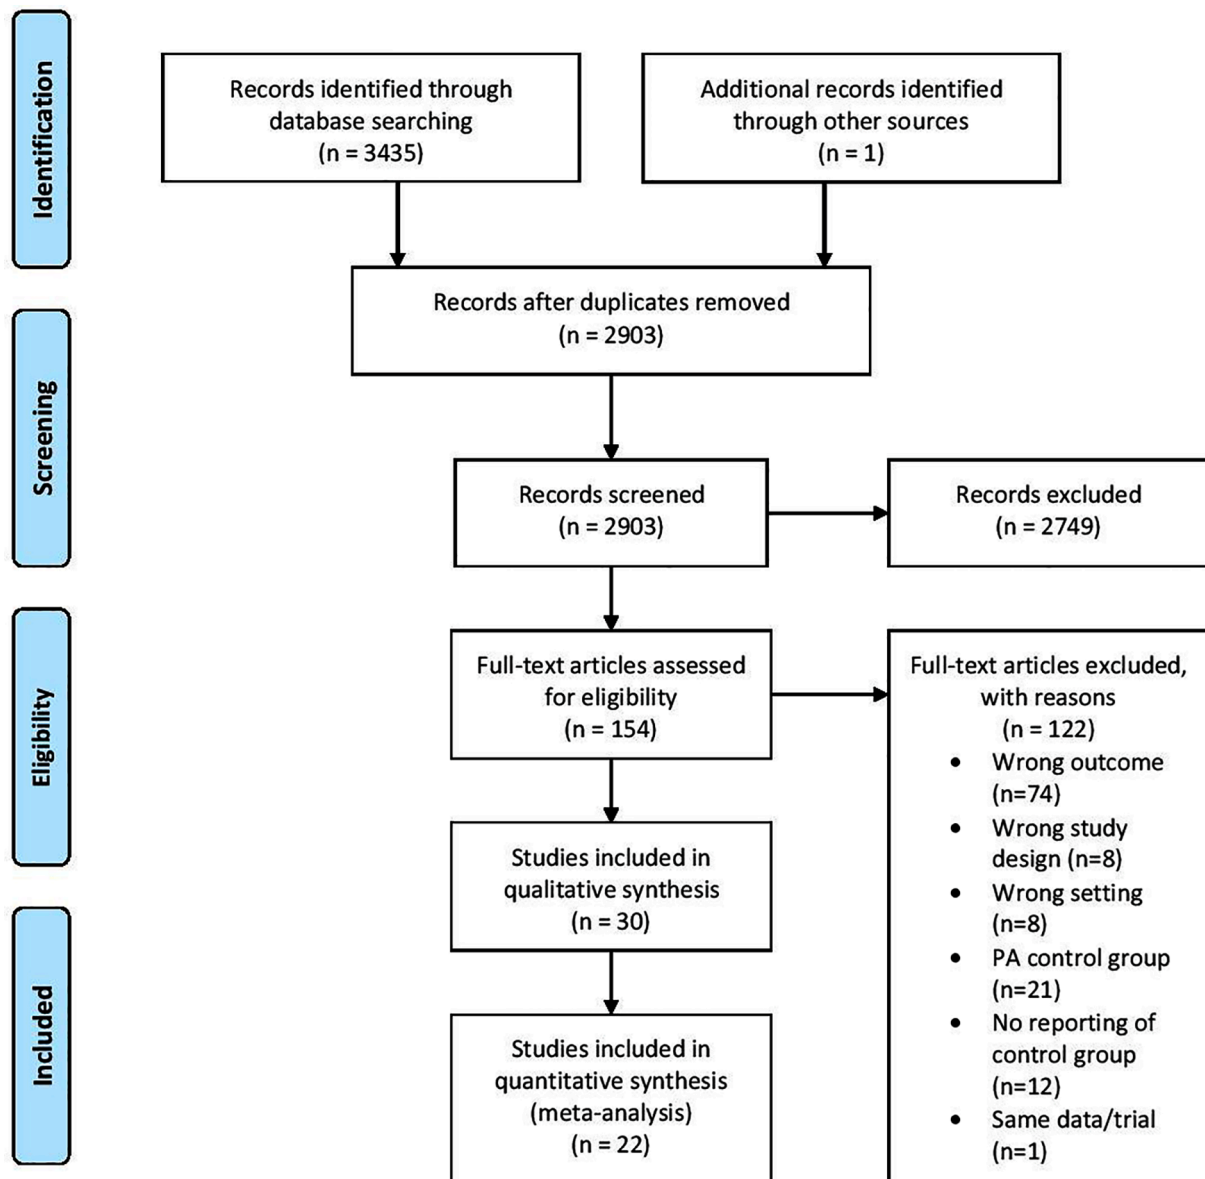 Identification
Records identified through
database searching
(n = 3435)
Additional records identified
through other sources
(n = 1)
Records after duplicates removed
(n = 2903)
Screening
Records screened
(n = 2903)
Records excluded
(n = 2749)
Eligibility
Full-text articles assessed
for eligibility
(n = 154)
Full-text articles excluded,
with reasons
(n = 122)
• Wrong outcome
(n=74)
• Wrong study
design (n=8)
• Wrong setting
(n=8)
• PA control group
(n=21)
• No reporting of
control group
(n=12)
• Same data/trial
(n=1)
Studies included in
qualitative synthesis
(n = 30)
Included
Studies included in
quantitative synthesis
(meta-analysis)
(n = 22)